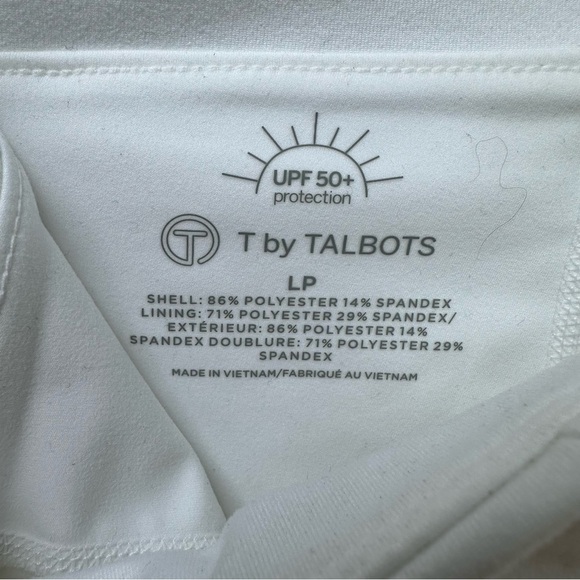 UPF 50+
protection
T T by TALBOTS
LP
SHELL: 86% POLYESTER 14% SPANDEX
LINING: 71% POLYESTER 29% SPANDEX/
EXTÉRIEUR: 86% POLYESTER 14%
SPANDEX DOUBLURE: 71% POLYESTER 29%
SPANDEX
MADE IN VIETNAM/FABRIQUÉ AU VIETNAM